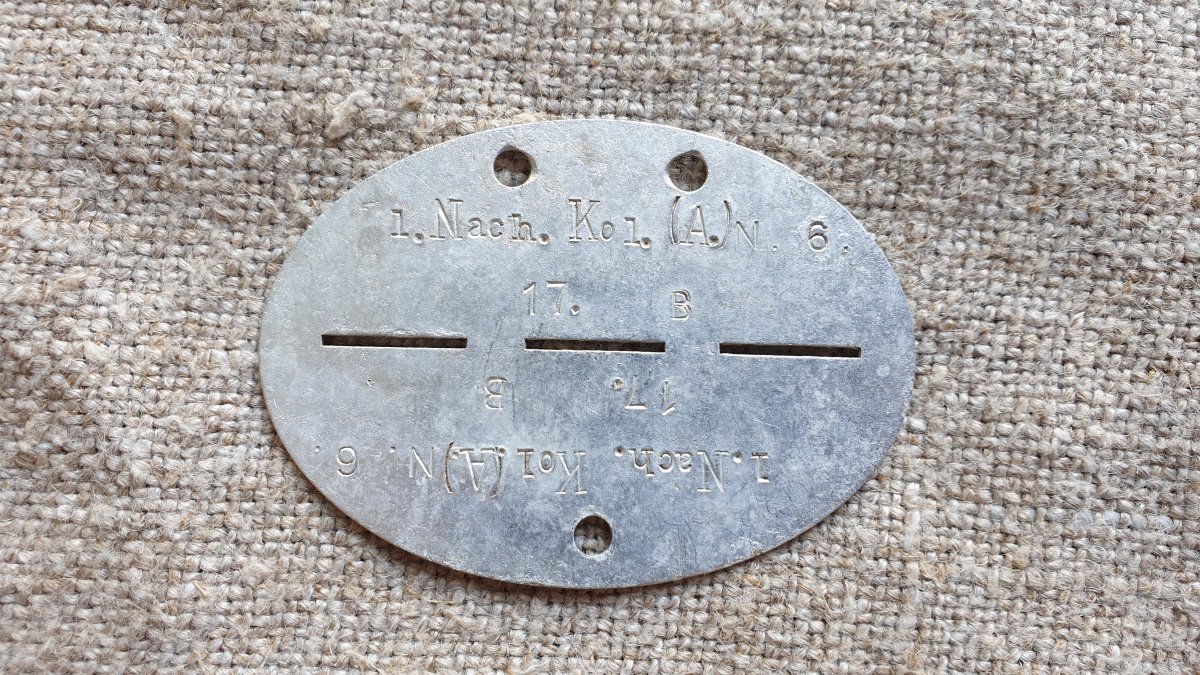 1. Nach. Kol. (A.) N. 6.
17. B
17. B
1. Nach. Kol. (A.) N. 6.